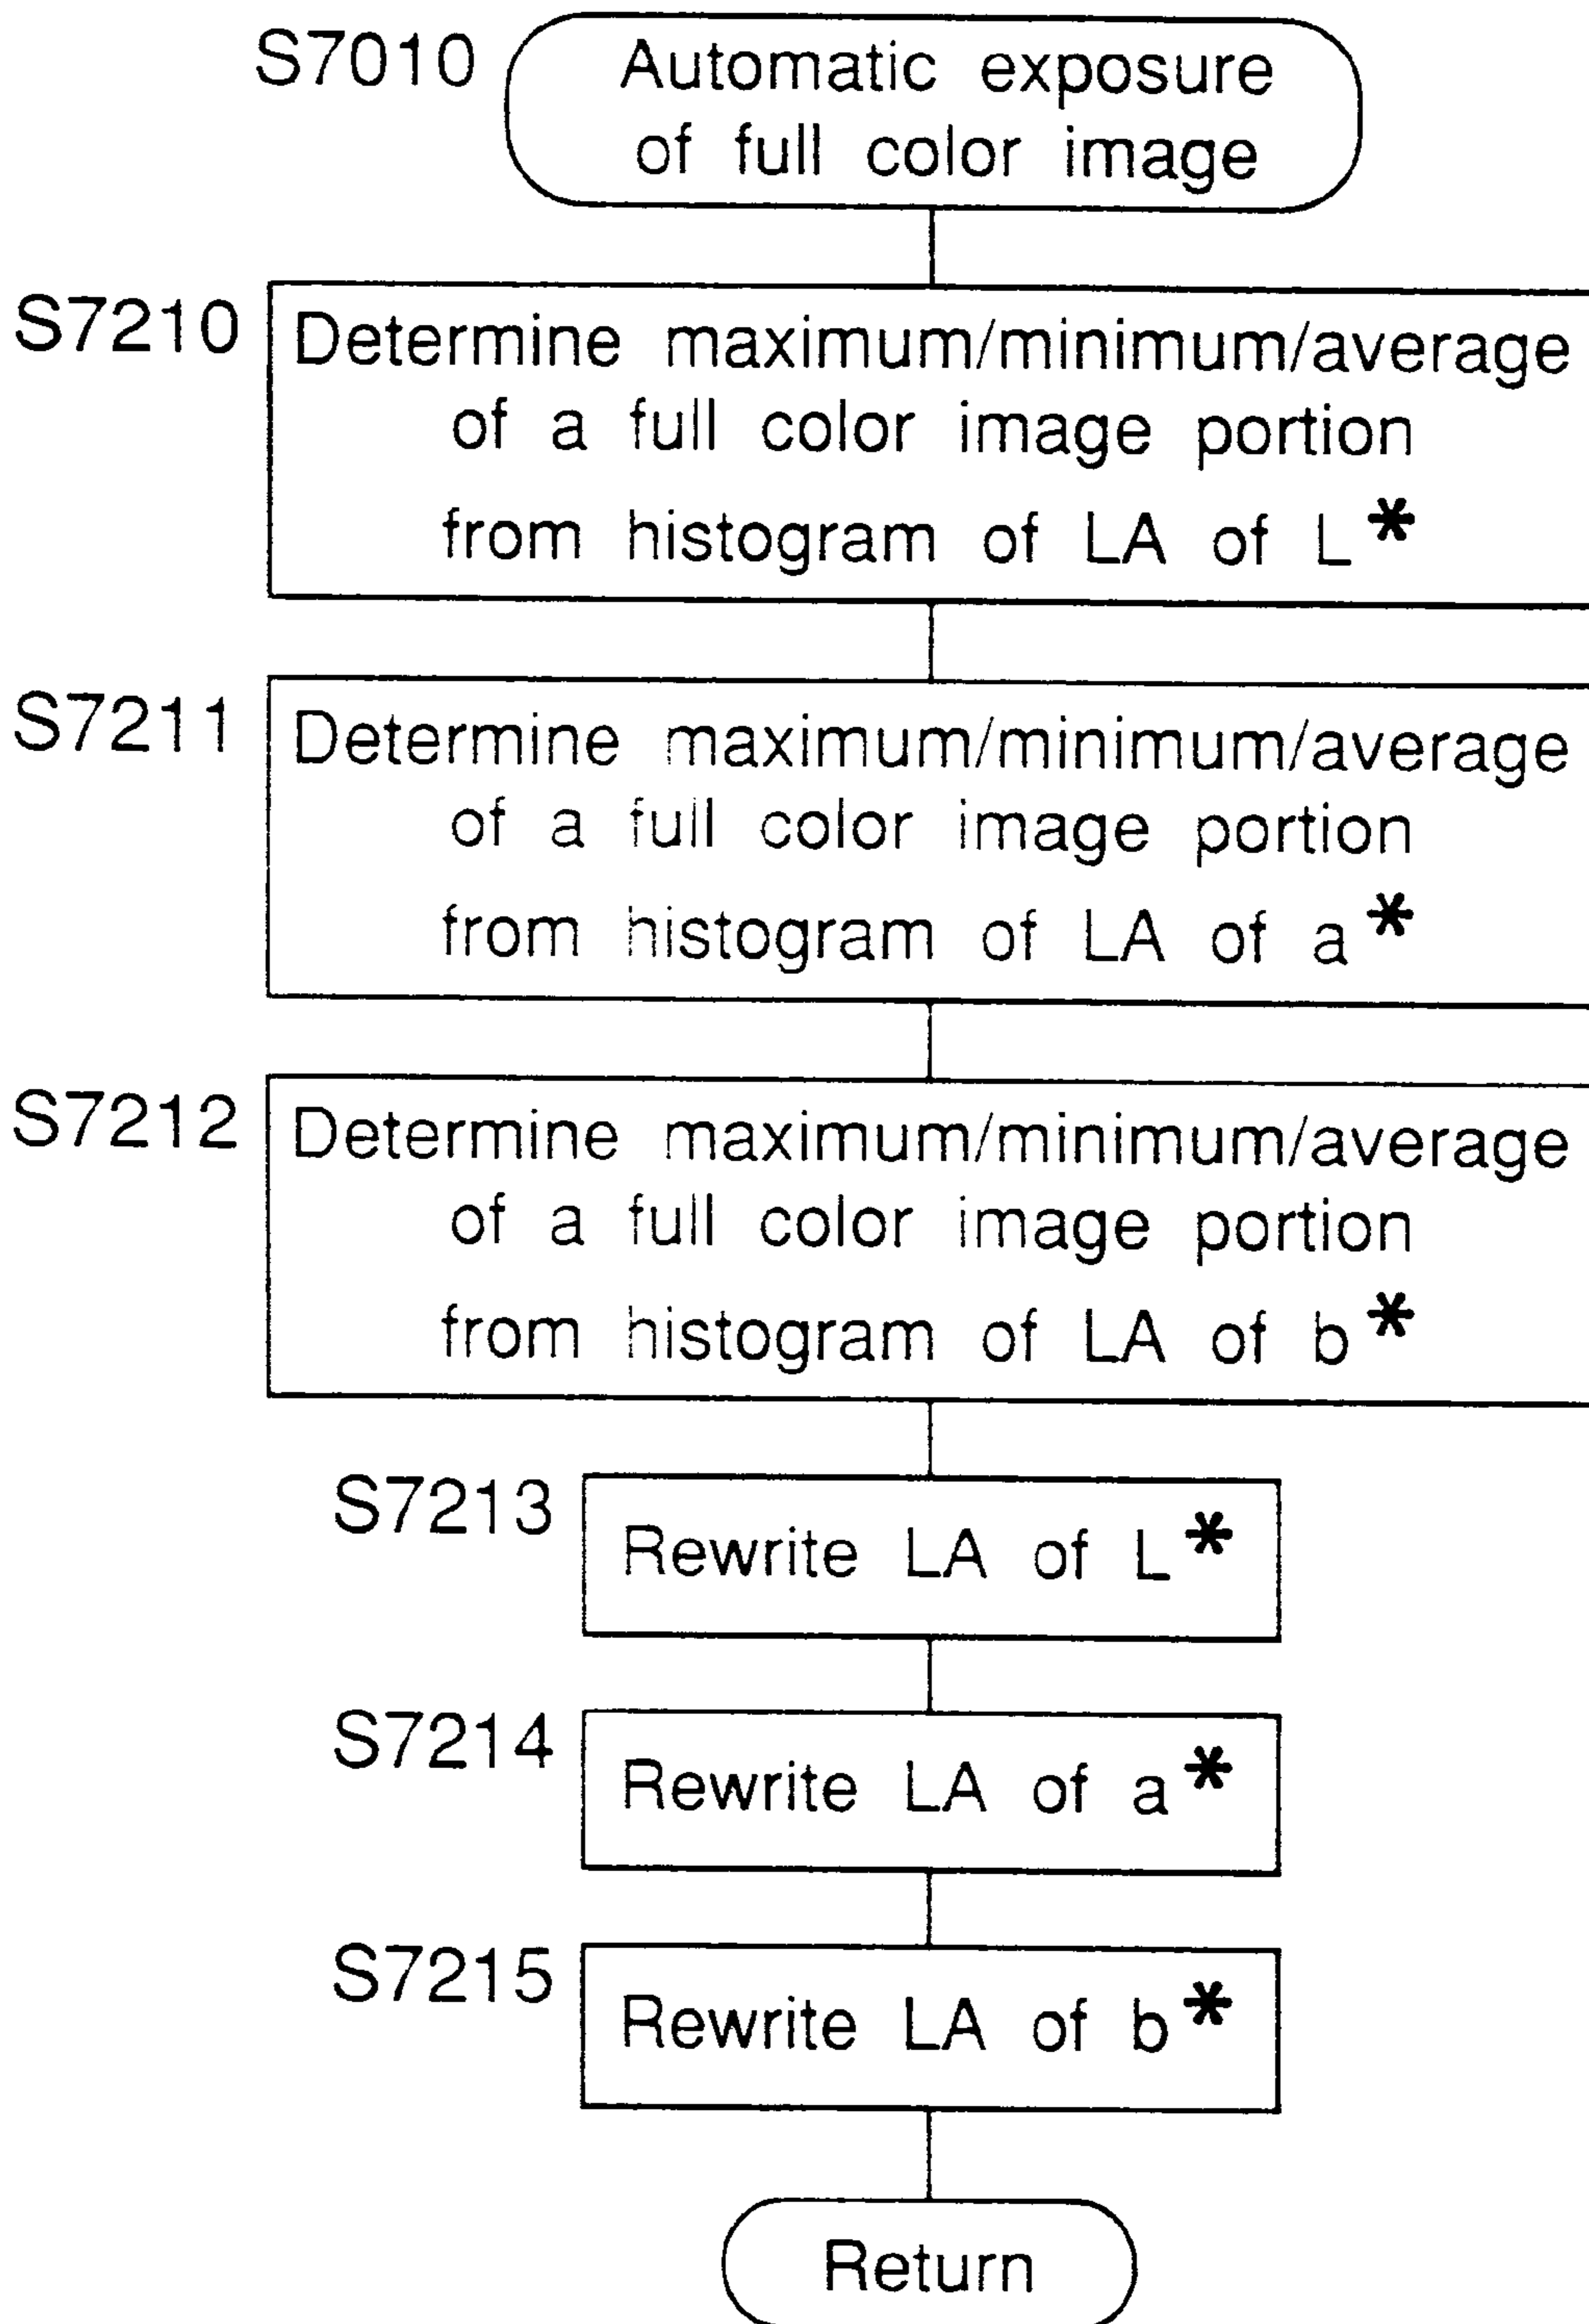 S7010
Automatic exposure
of full color image
S7210
Determine maximum/minimum/average
of a full color image portion
from histogram of LA of L*
S7211
Determine maximum/minimum/average
of a full color image portion
from histogram of LA of a*
S7212
Determine maximum/minimum/average
of a full color image portion
from histogram of LA of b*
S7213
Rewrite LA of L*
S7214
Rewrite LA of a*
S7215
Rewrite LA of b*
Return